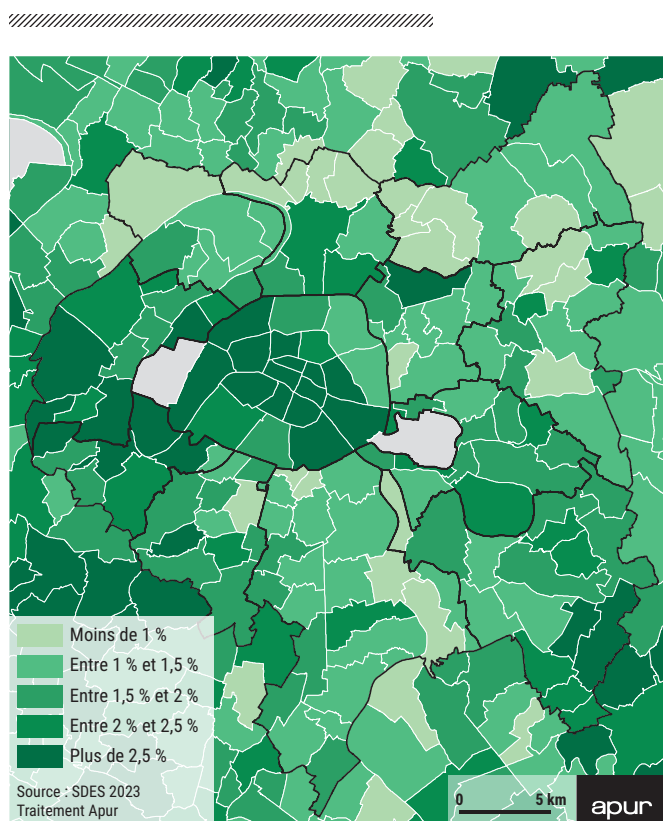 Moins de 1 %
Entre 1 % et 1,5 %
Entre 1,5 % et 2 %
Entre 2 % et 2,5 %
Plus de 2,5 %
Source : SDES 2023
Traitement Apur
0 5 km
apur